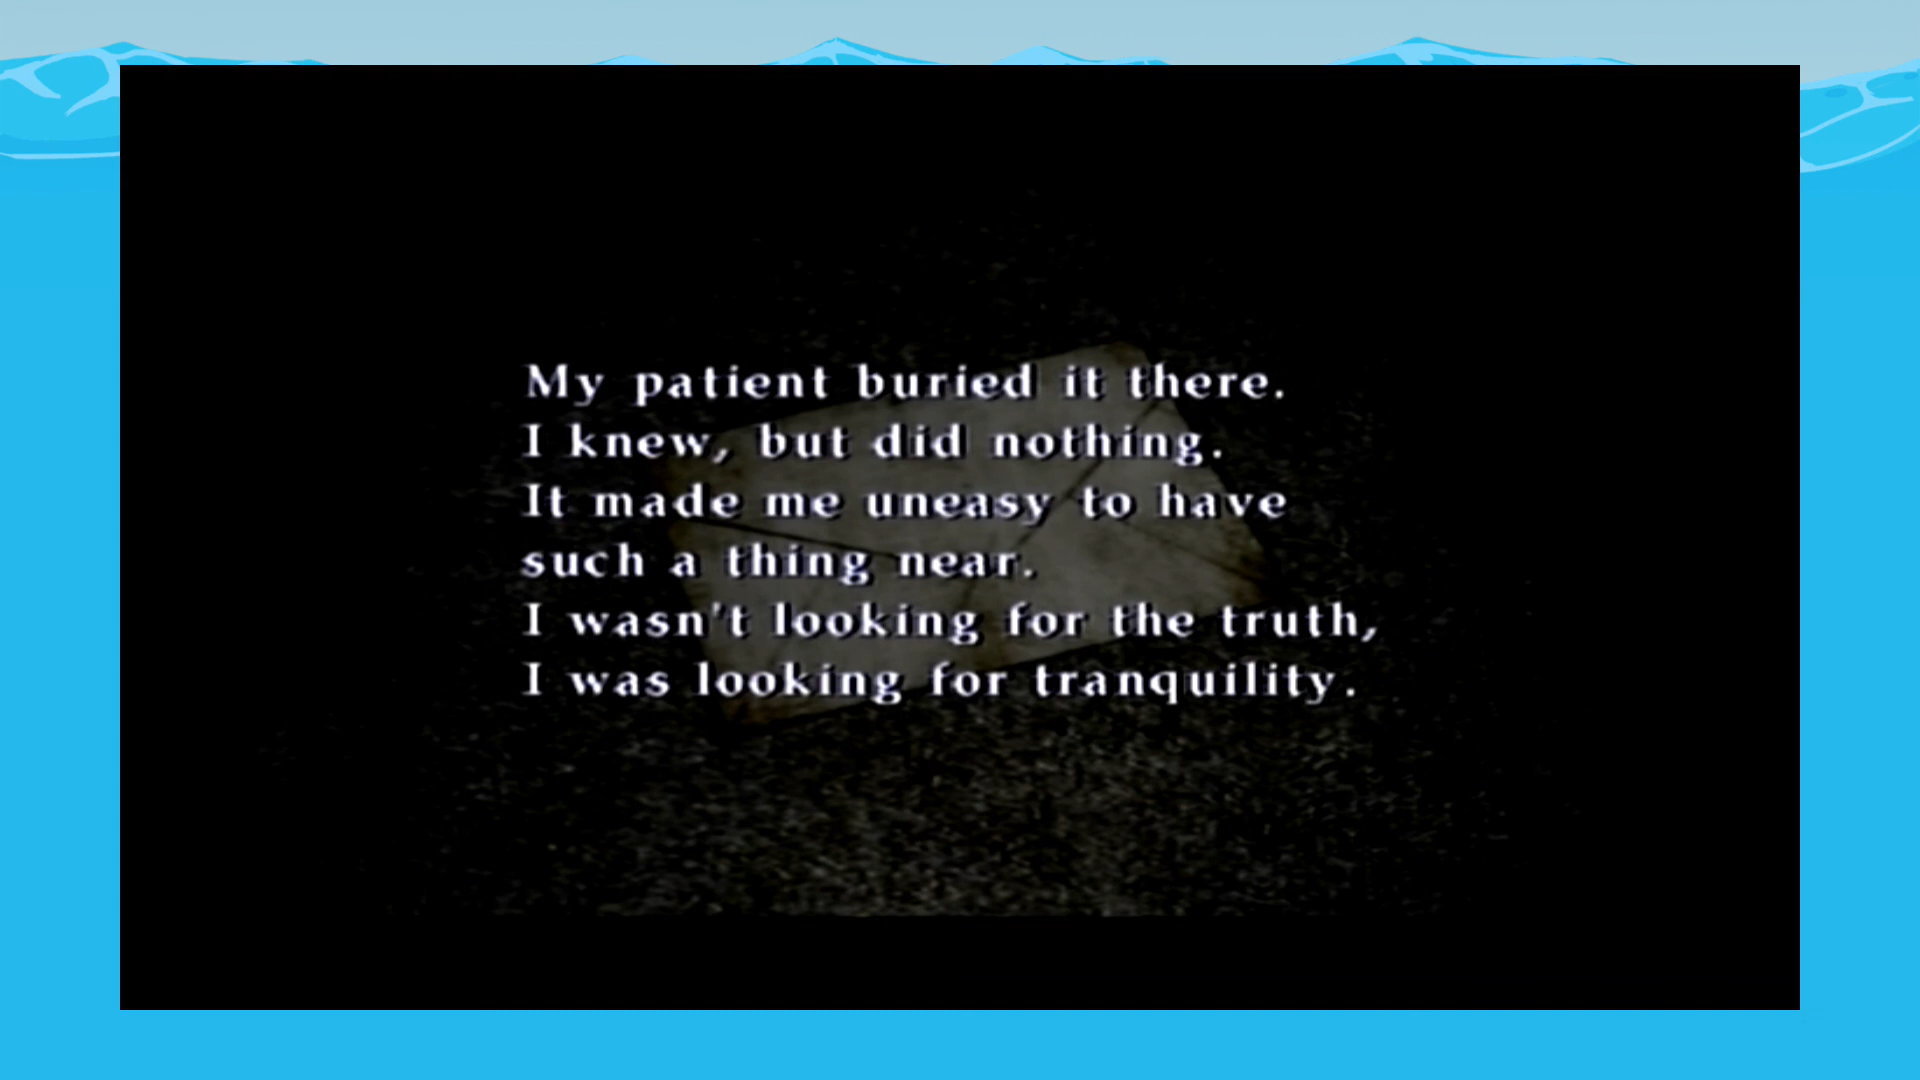 My patient buried it there.
I knew, but did nothing.
It made me uneasy to have
such a thing near.
I wasn't looking for the truth,
I was looking for tranquility.